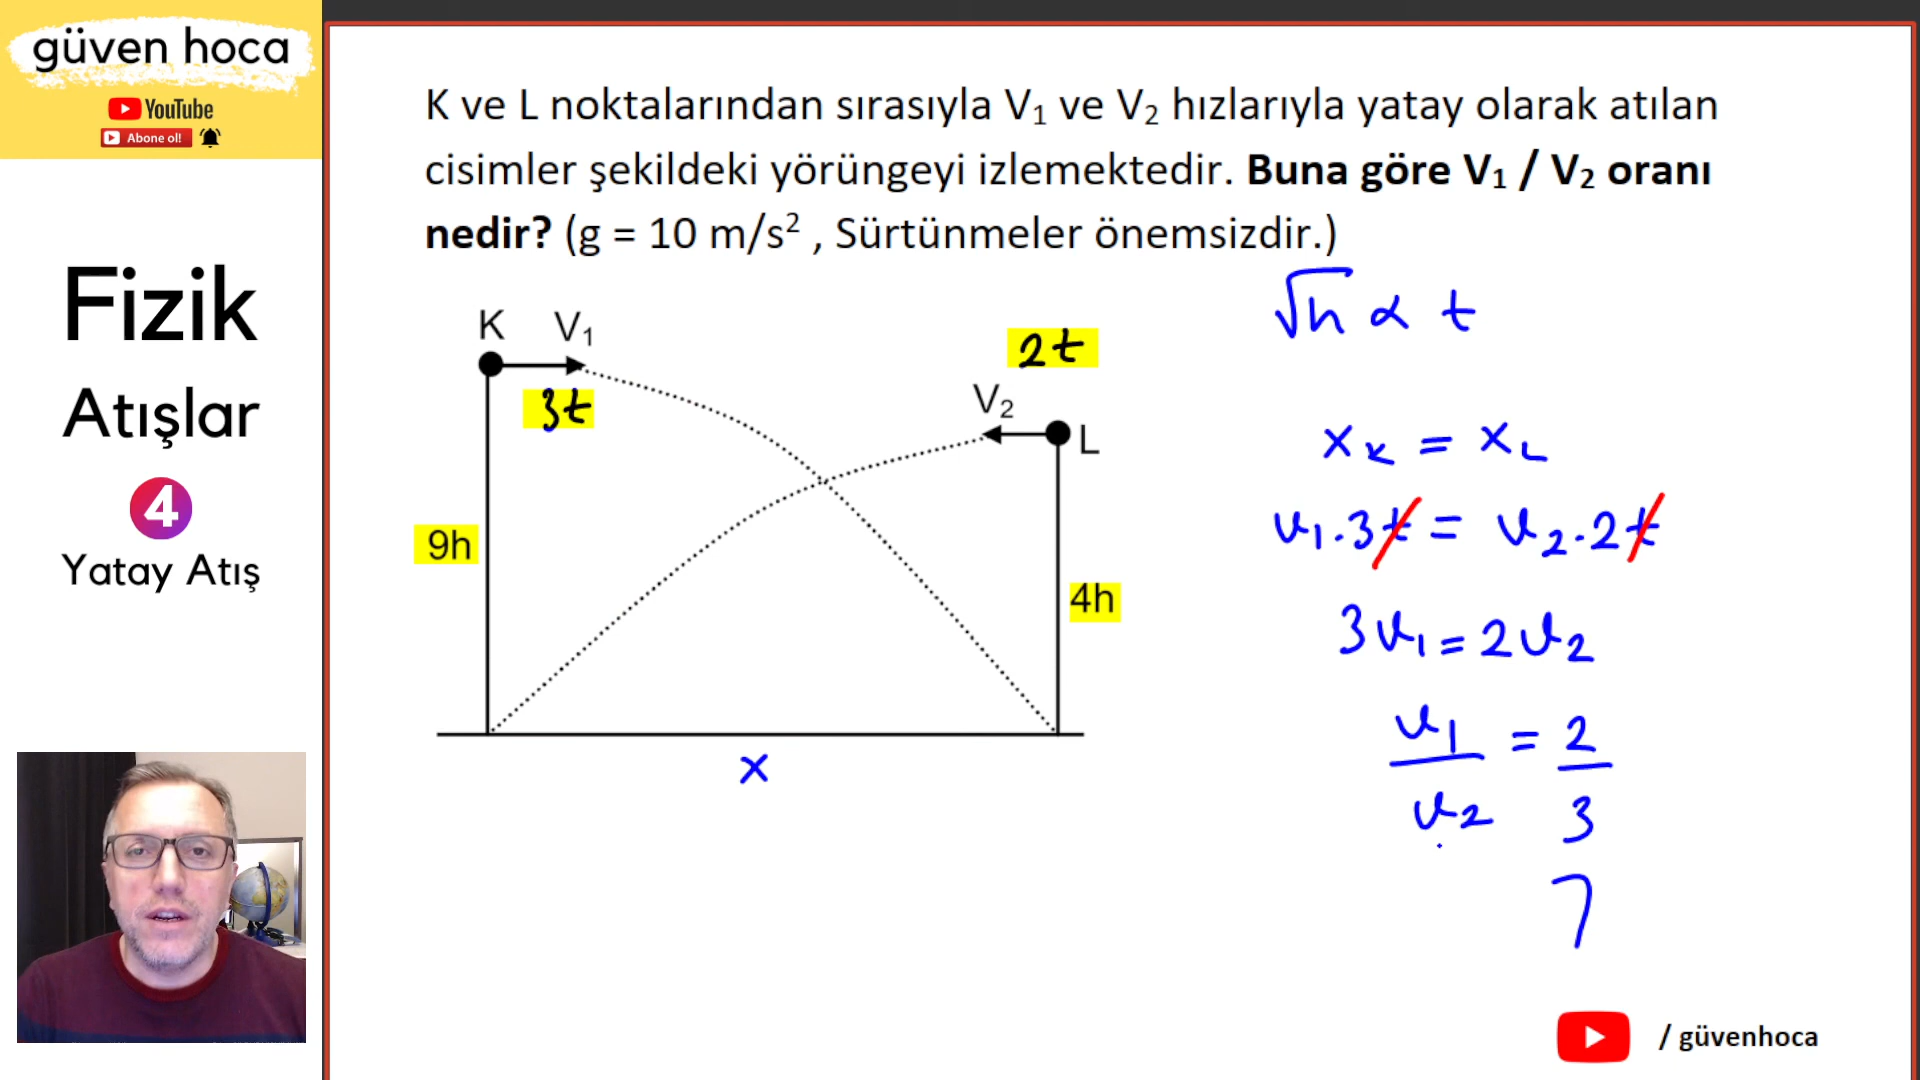 güven hoca
YouTube
Abone ol!
Fizik
Atışlar
4
Yatay Atış
K ve L noktalarından sırasıyla V₁ ve V₂ hızlarıyla yatay olarak atılan
cisimler şekildeki yörüngeyi izlemektedir. Buna göre V₁ / V₂ oranı
nedir? (g = 10 m/s² , Sürtünmeler önemsizdir.)
K V₁
3t
2t
V₂
L
9h
4h
x
√h α t
x_K = x_L
v₁.3t = v₂.2t
3v₁ = 2v₂
v₁/v₂ = 2/3
7
/ güvenhoca